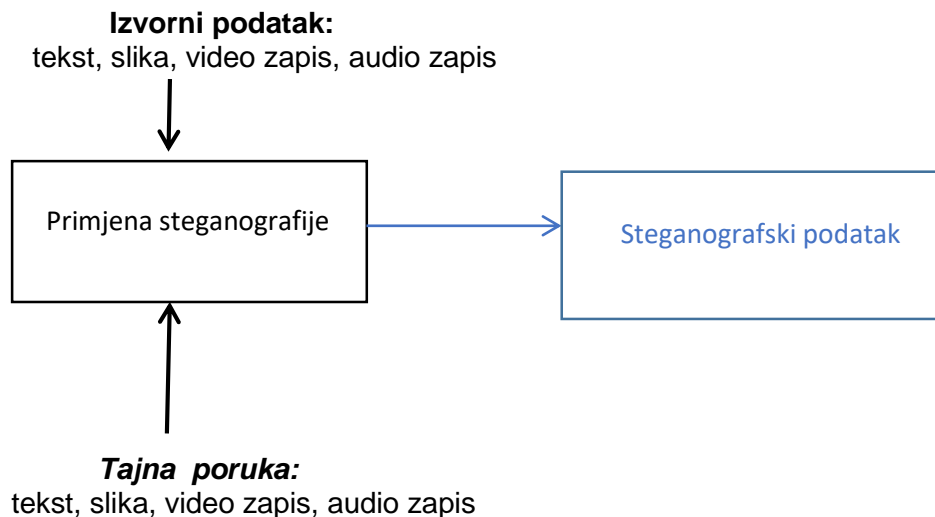 Izvorni podatak:
tekst, slika, video zapis, audio zapis
Primjena steganografije
Steganografski podatak
Tajna poruka:
tekst, slika, video zapis, audio zapis